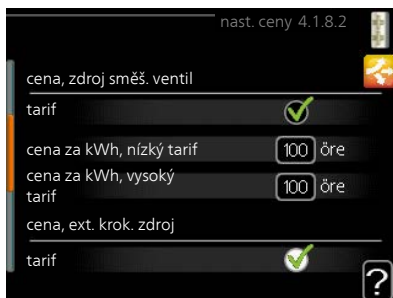 nast. ceny 4.1.8.2
cena, zdroj směš. ventil
tarif
cena za kWh, nízký tarif 100 öre
cena za kWh, vysoký
tarif 100 öre
cena, ext. krok. zdroj
tarif
?